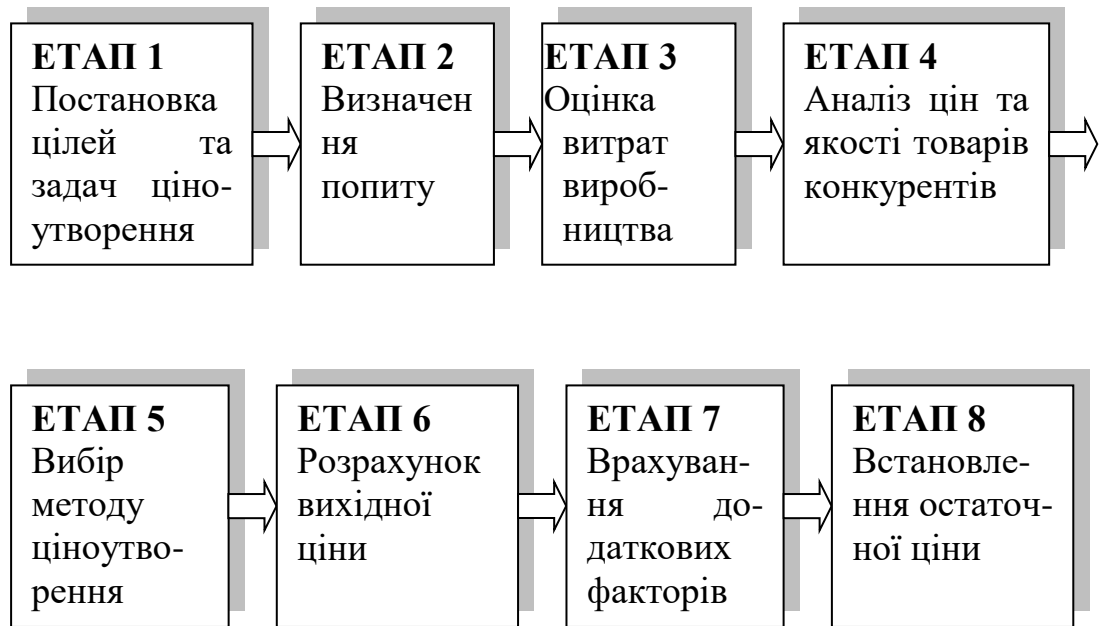 ЕТАП 1
Постановка
цілей та
задач ціно-
утворення
ЕТАП 2
Визначен
ня
попиту
ЕТАП 3
Оцінка
витрат
вироб-
ництва
ЕТАП 4
Аналіз цін та
якості товарів
конкурентів
ЕТАП 5
Вибір
методу
ціноутво-
рення
ЕТАП 6
Розрахунок
вихідної
ціни
ЕТАП 7
Врахуван-
ня до-
даткових
факторів
ЕТАП 8
Встановле-
ння остаточ-
ної ціни